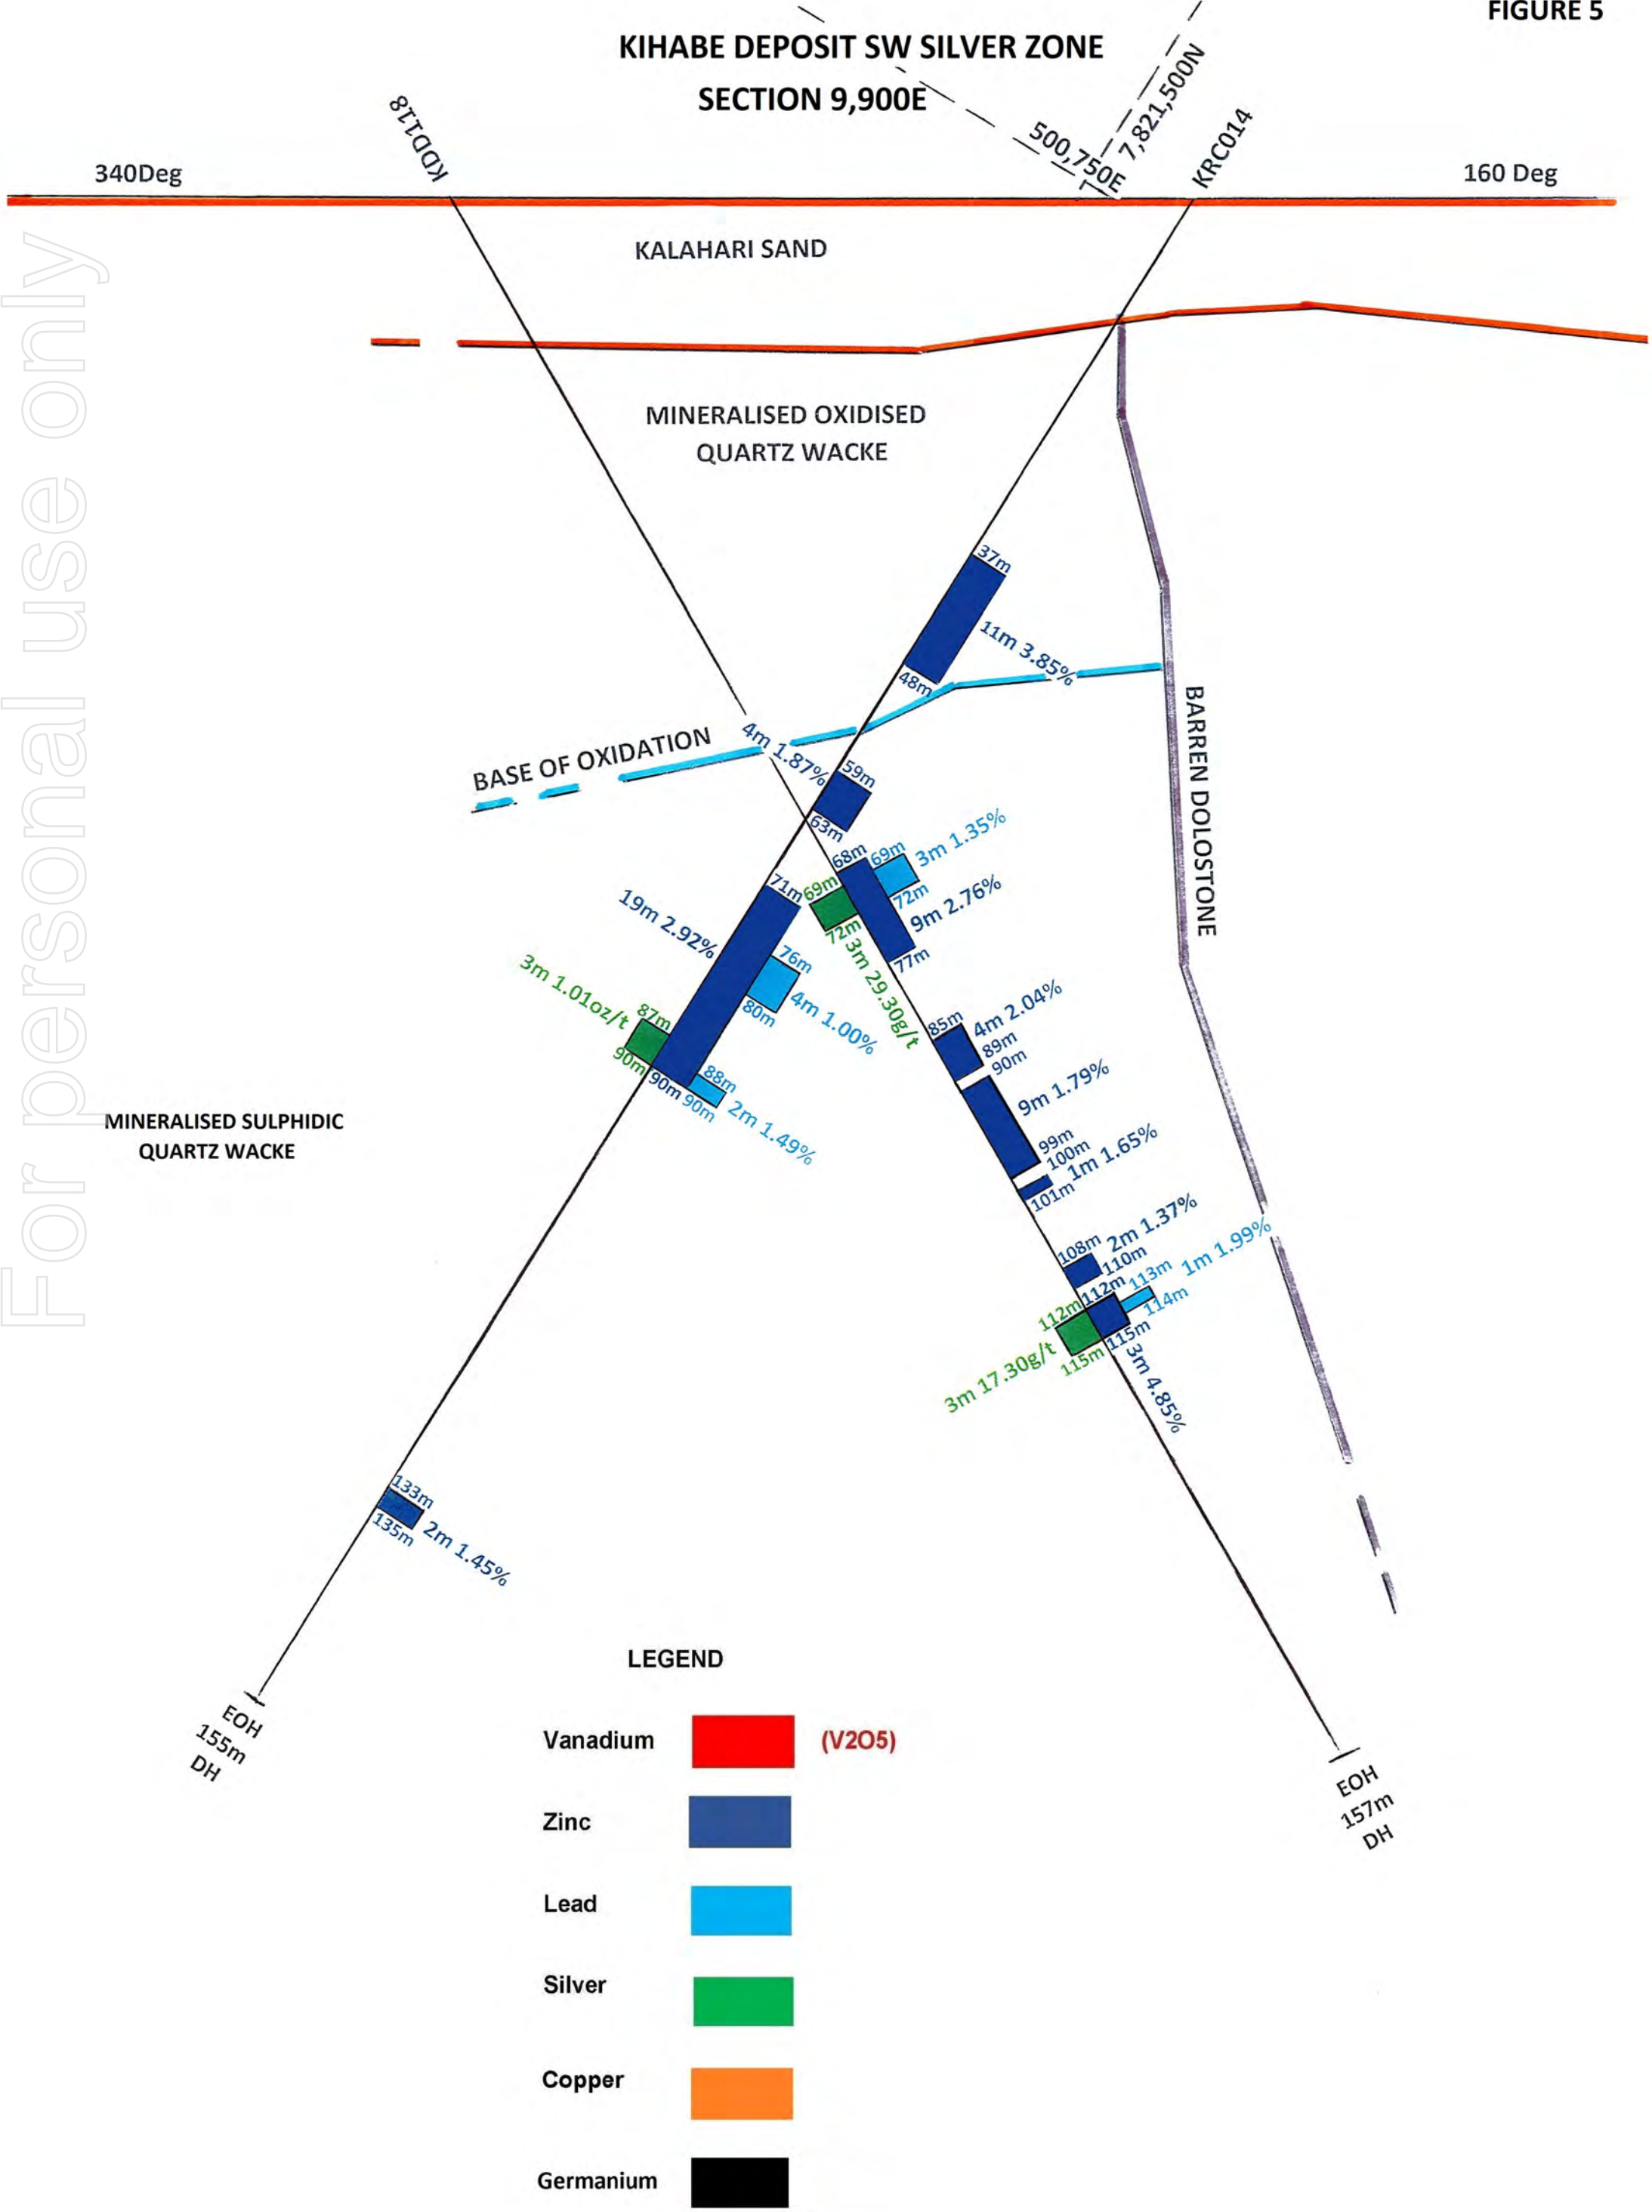 FIGURE 5
KIHABE DEPOSIT SW SILVER ZONE
SECTION 9,900E
7,821,500N
500,750E
KDD118
KRC014
340Deg
160 Deg
KALAHARI SAND
MINERALISED OXIDISED
QUARTZ WACKE
37m
11m 3.85%
48m
BASE OF OXIDATION
4m 1.87%
59m
63m
BARREN DOLOSTONE
68m
69m
3m 1.35%
72m
9m 2.76%
77m
69m
72m
3m 29.30g/t
71m
19m 2.92%
76m
80m
4m 1.00%
3m 1.01oz/t
87m
90m
90m
88m
90m
2m 1.49%
85m
4m 2.04%
89m
90m
9m 1.79%
99m
100m
1m 1.65%
101m
MINERALISED SULPHIDIC
QUARTZ WACKE
108m
2m 1.37%
110m
112m
112m
113m
1m 1.99%
114m
115m
115m
3m 17.30g/t
3m 4.85%
133m
135m
2m 1.45%
EOH
155m
DH
EOH
157m
DH
LEGEND
Vanadium (V2O5)
Zinc
Lead
Silver
Copper
Germanium
For personal use only